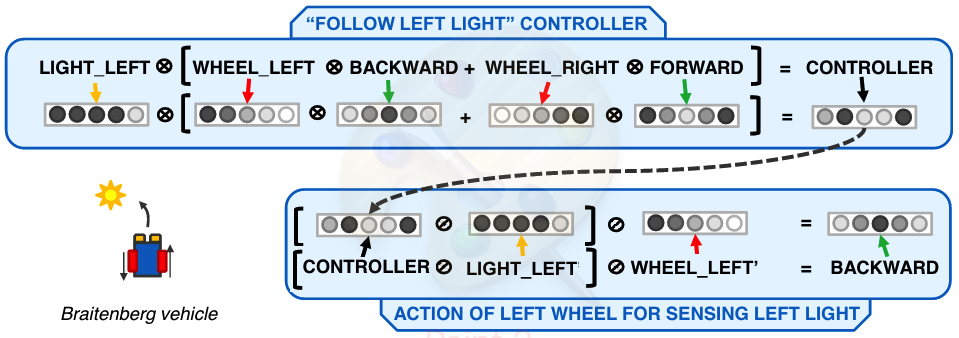 “FOLLOW LEFT LIGHT” CONTROLLER
LIGHT_LEFT ⊗ [ WHEEL_LEFT ⊗ BACKWARD + WHEEL_RIGHT ⊗ FORWARD ] = CONTROLLER
⊗ [ ⊗ + ⊗ ] =
[ ⊘ ] ⊘ =
[ CONTROLLER ⊘ LIGHT_LEFT' ] ⊘ WHEEL_LEFT’ = BACKWARD
Braitenberg vehicle
ACTION OF LEFT WHEEL FOR SENSING LEFT LIGHT